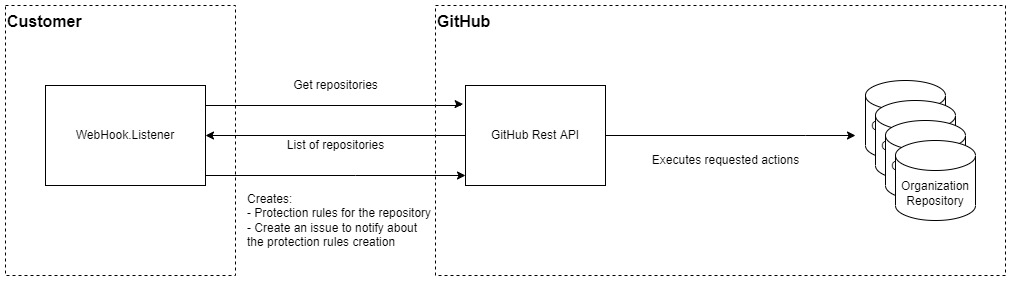 Customer
GitHub
Get repositories
WebHook.Listener
GitHub Rest API
List of repositories
Executes requested actions
Creates:
- Protection rules for the repository
- Create an issue to notify about
the protection rules creation
Organization
Repository